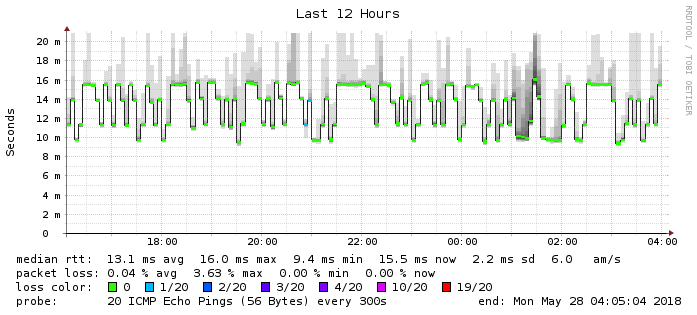 Last 12 Hours
RRDTOOL / TOBI OETIKER
Seconds
20 m
18 m
16 m
14 m
12 m
10 m
8 m
6 m
4 m
2 m
0
18:00 20:00 22:00 00:00 02:00 04:00
median rtt: 13.1 ms avg 16.0 ms max 9.4 ms min 15.5 ms now 2.2 ms sd 6.0 am/s
packet loss: 0.04 % avg 3.63 % max 0.00 % min 0.00 % now
loss color: 0 1/20 2/20 3/20 4/20 10/20 19/20
probe: 20 ICMP Echo Pings (56 Bytes) every 300s end: Mon May 28 04:05:04 2018